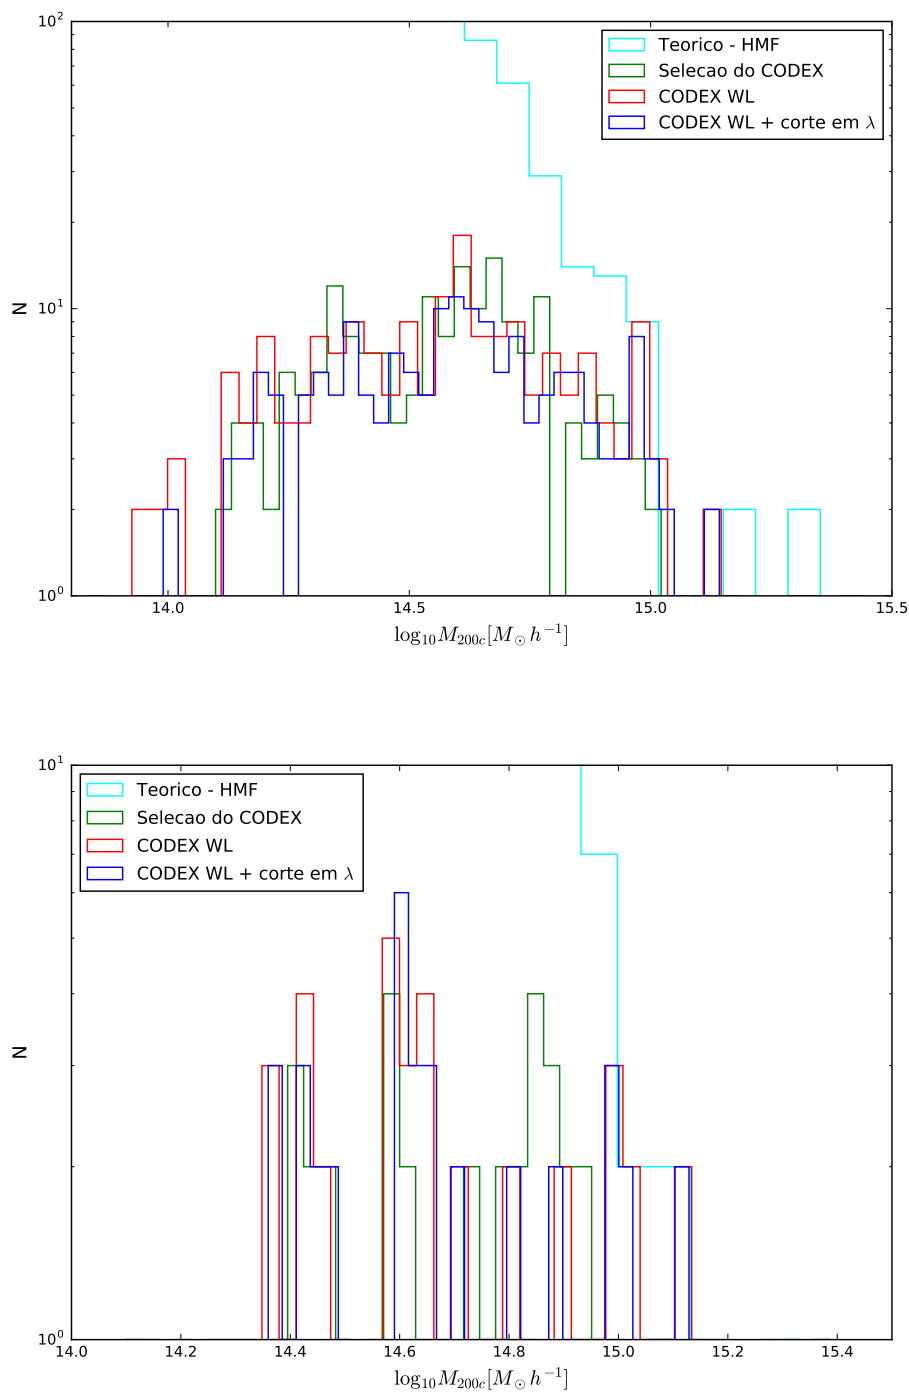 10²
Teorico - HMF
Selecao do CODEX
CODEX WL
CODEX WL + corte em λ
N
10¹
10⁰
14.0 14.5 15.0 15.5
log₁₀M₂₀₀c[M⊙h⁻¹]
10¹
Teorico - HMF
Selecao do CODEX
CODEX WL
CODEX WL + corte em λ
N
10⁰
14.0 14.2 14.4 14.6 14.8 15.0 15.2 15.4
log₁₀M₂₀₀c[M⊙h⁻¹]